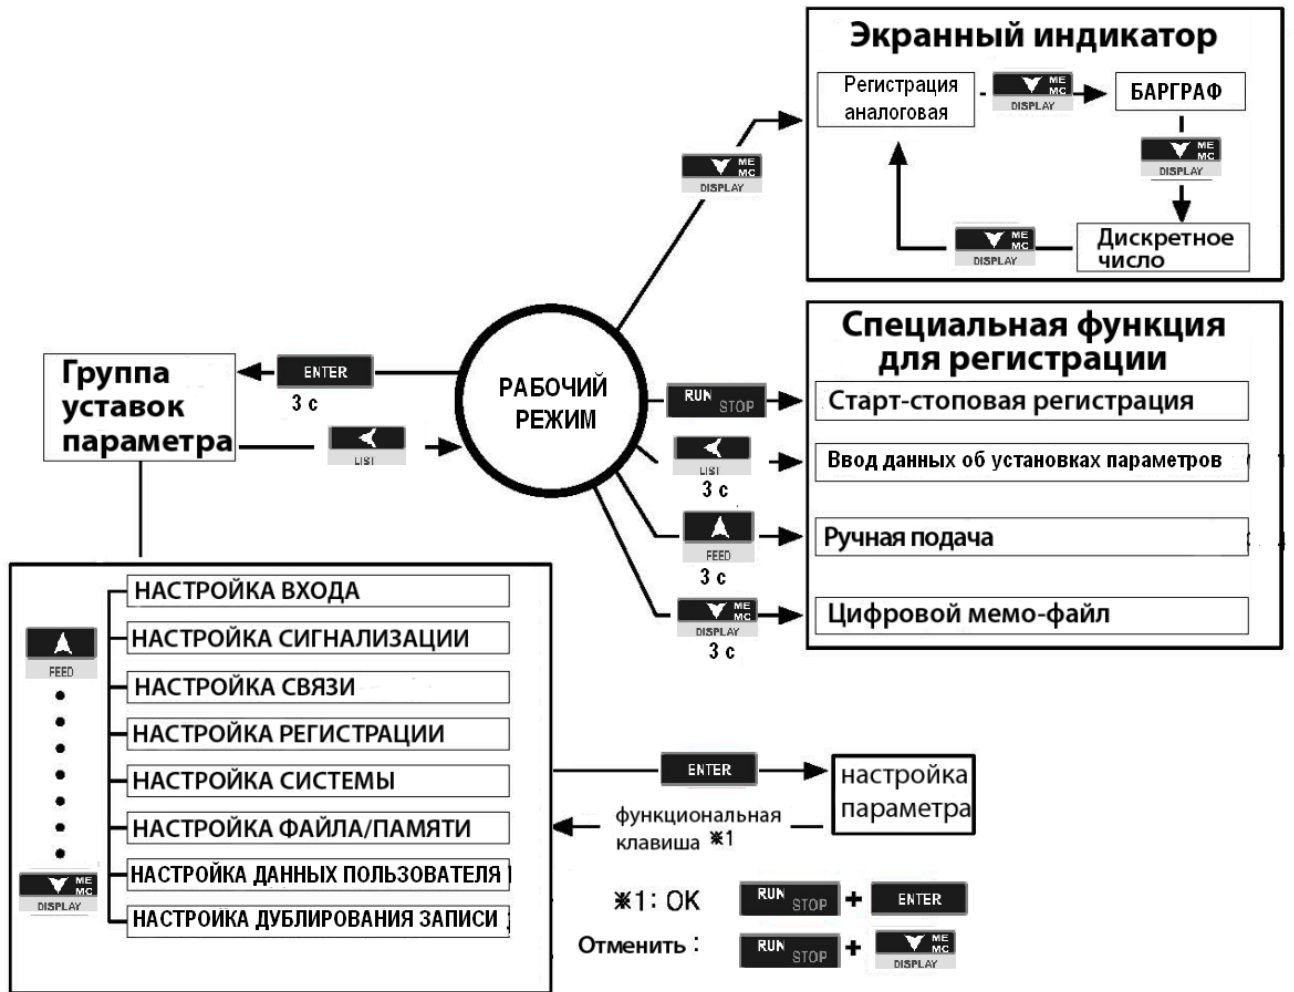 Экранный индикатор
Регистрация
аналоговая
ME
MC
DISPLAY
БАРГРАФ
ME
MC
DISPLAY
Дискретное
число
ME
MC
DISPLAY
ME
MC
DISPLAY
Специальная функция
для регистрации
RUN
STOP
Старт-стоповая регистрация
LIST
3 с
Ввод данных об установках параметров
FEED
3 с
Ручная подача
ME
MC
DISPLAY
3 с
Цифровой мемо-файл
РАБОЧИЙ
РЕЖИМ
Группа
уставок
параметра
ENTER
3 с
LIST
FEED
ME
MC
DISPLAY
НАСТРОЙКА ВХОДА
НАСТРОЙКА СИГНАЛИЗАЦИИ
НАСТРОЙКА СВЯЗИ
НАСТРОЙКА РЕГИСТРАЦИИ
НАСТРОЙКА СИСТЕМЫ
НАСТРОЙКА ФАЙЛА/ПАМЯТИ
НАСТРОЙКА ДАННЫХ ПОЛЬЗОВАТЕЛЯ
НАСТРОЙКА ДУБЛИРОВАНИЯ ЗАПИСИ
ENTER
настройка
параметра
функциональная
клавиша ※1
※1: OK RUN STOP + ENTER
Отменить : RUN STOP + ME MC
DISPLAY